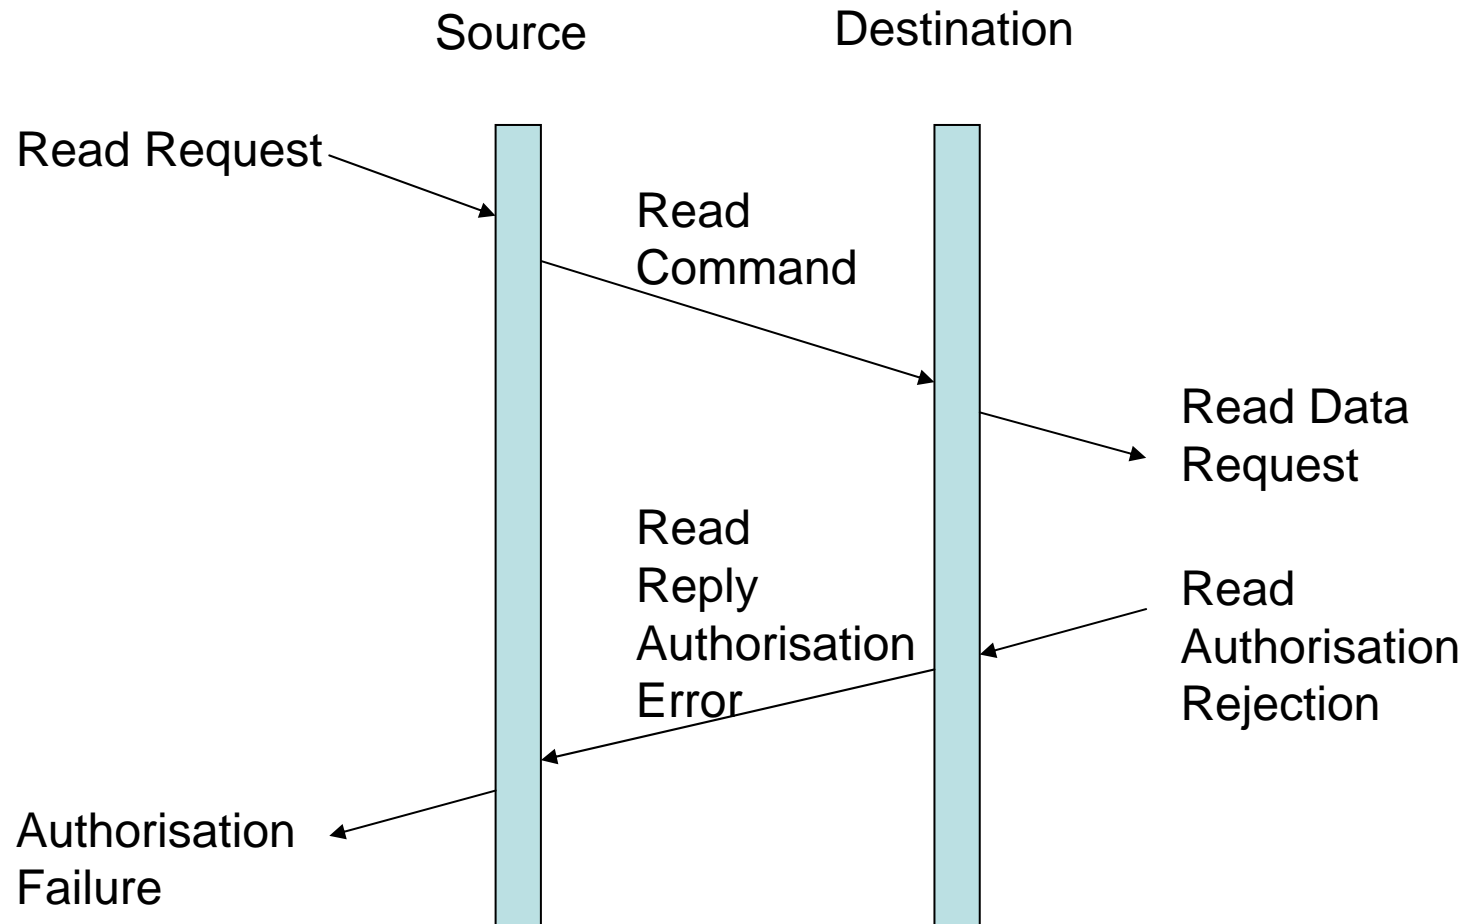 Source
Destination
Read Request
Read
Command
Read Data
Request
Read
Reply
Authorisation
Error
Read
Authorisation
Rejection
Authorisation
Failure